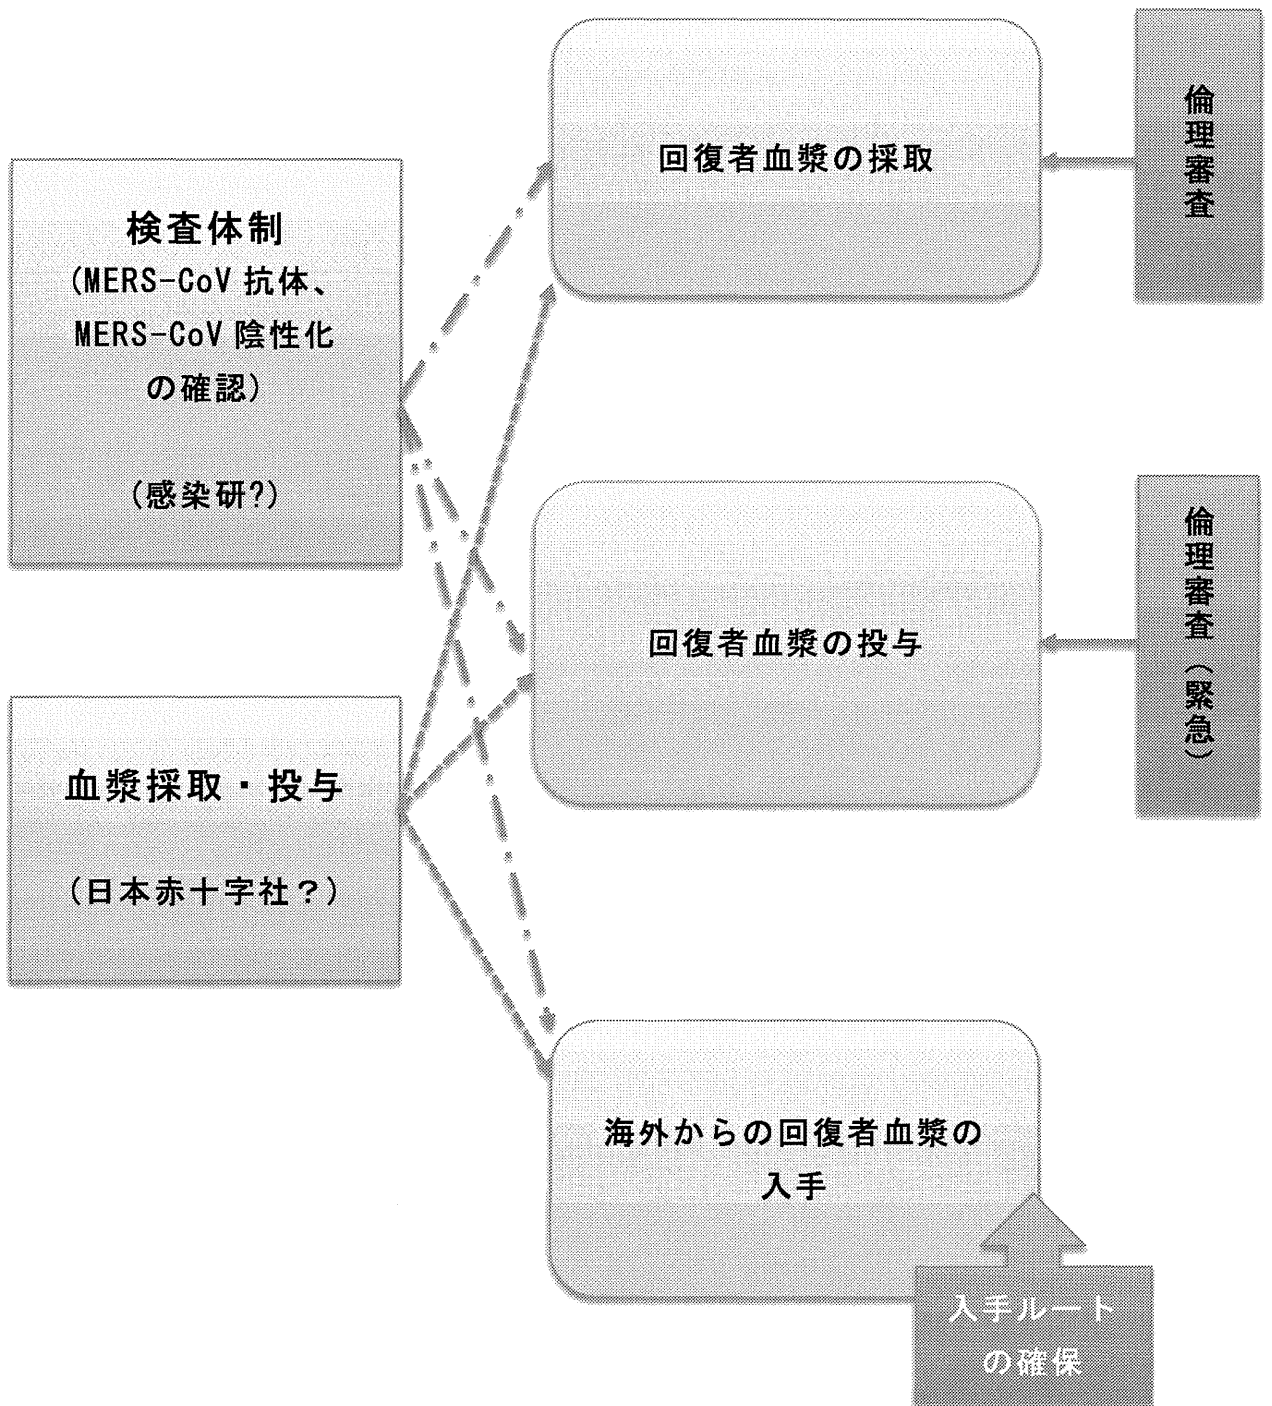 検査体制
(MERS-CoV 抗体、
MERS-CoV 陰性化
の確認)
(感染研?)
血漿採取・投与
(日本赤十字社？)
回復者血漿の採取
回復者血漿の投与
海外からの回復者血漿の
入手
入手ルート
の確保
倫理審査
倫理審査（緊急）